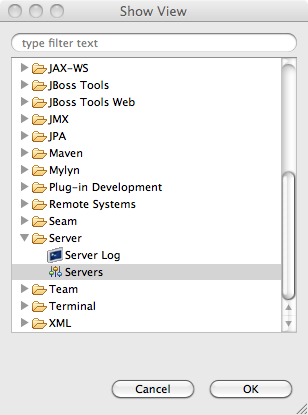 Show View
type filter text
JAX-WS
JBoss Tools
JBoss Tools Web
JMX
JPA
Maven
Mylyn
Plug-in Development
Remote Systems
Seam
Server
Server Log
Servers
Team
Terminal
XML
Cancel OK